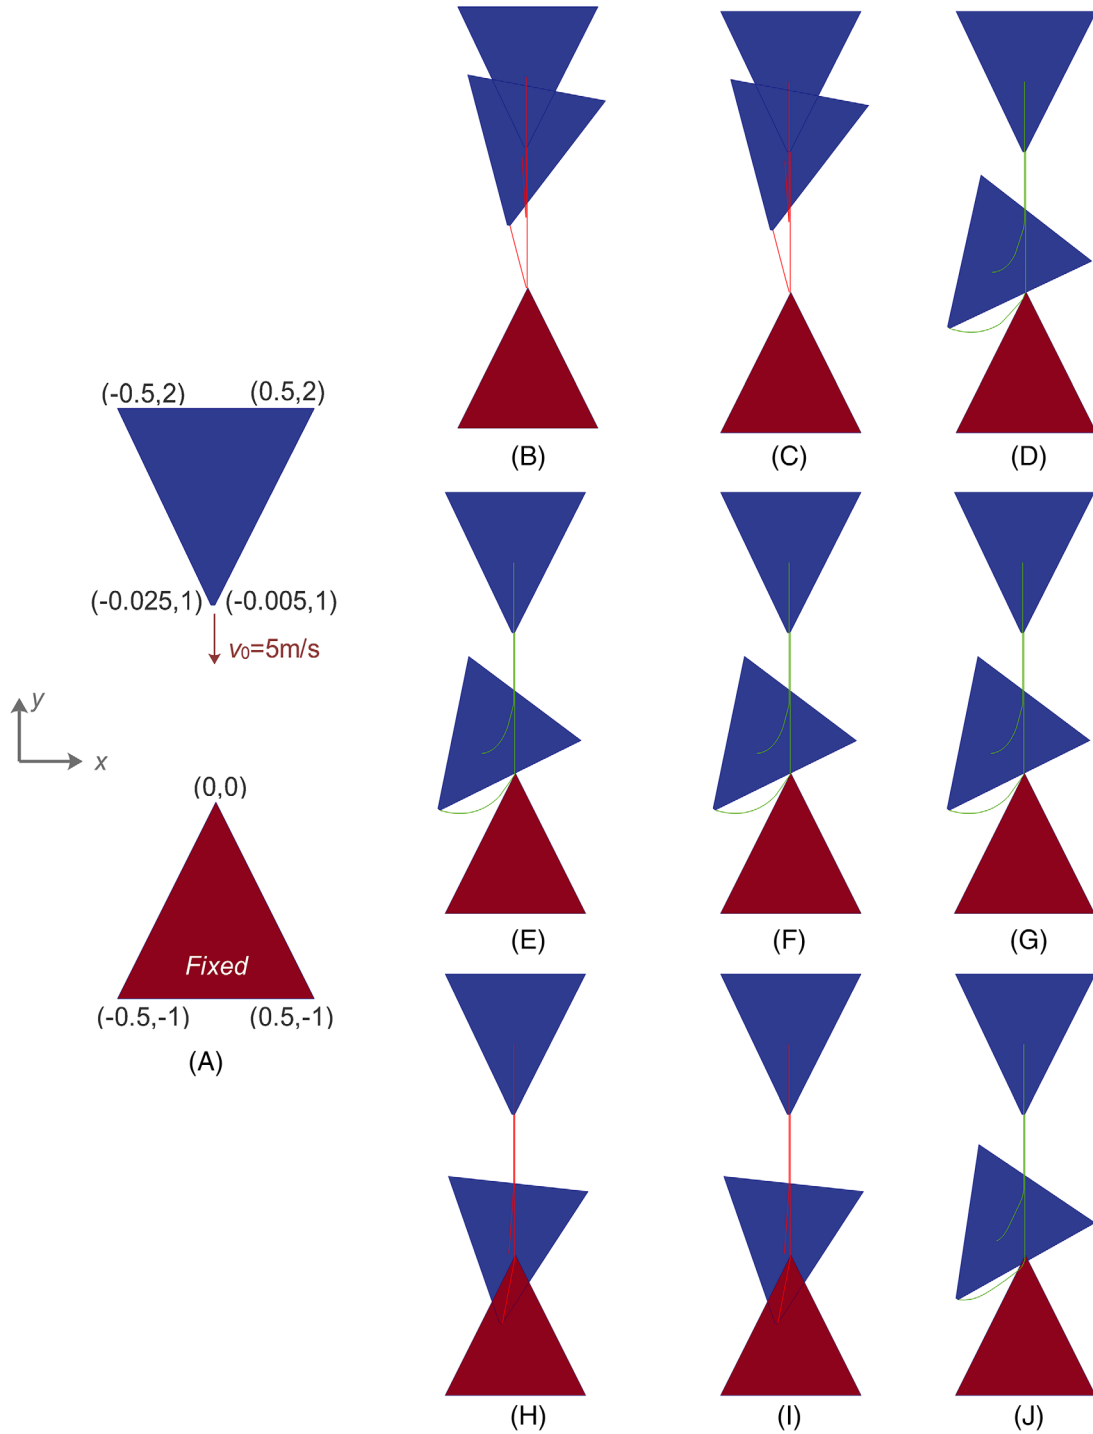 (B)
(C)
(D)
(-0.5,2)
(0.5,2)
(-0.025,1)
(-0.005,1)
v0=5m/s
y
x
(0,0)
Fixed
(-0.5,-1)
(0.5,-1)
(A)
(E)
(F)
(G)
(H)
(I)
(J)